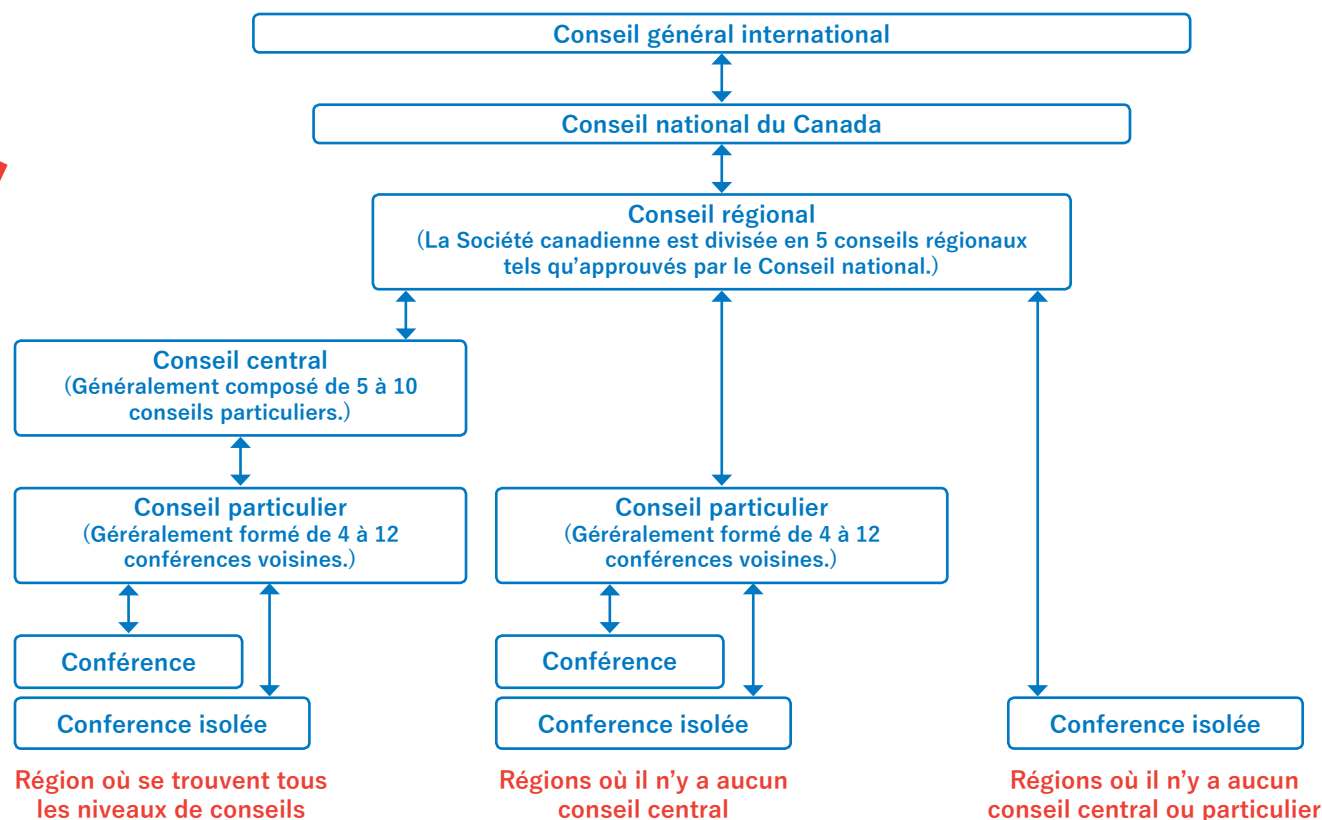 Conseil général international
Conseil national du Canada
Conseil régional
(La Société canadienne est divisée en 5 conseils régionaux
tels qu’approuvés par le Conseil national.)
Conseil central
(Généralement composé de 5 à 10
conseils particuliers.)
Conseil particulier
(Géréralement formé de 4 à 12
conférences voisines.)
Conférence
Conference isolée
Région où se trouvent tous
les niveaux de conseils
Conseil particulier
(Géréralement formé de 4 à 12
conférences voisines.)
Conférence
Conference isolée
Régions où il n’y a aucun
conseil central
Conference isolée
Régions où il n’y a aucun
conseil central ou particulier